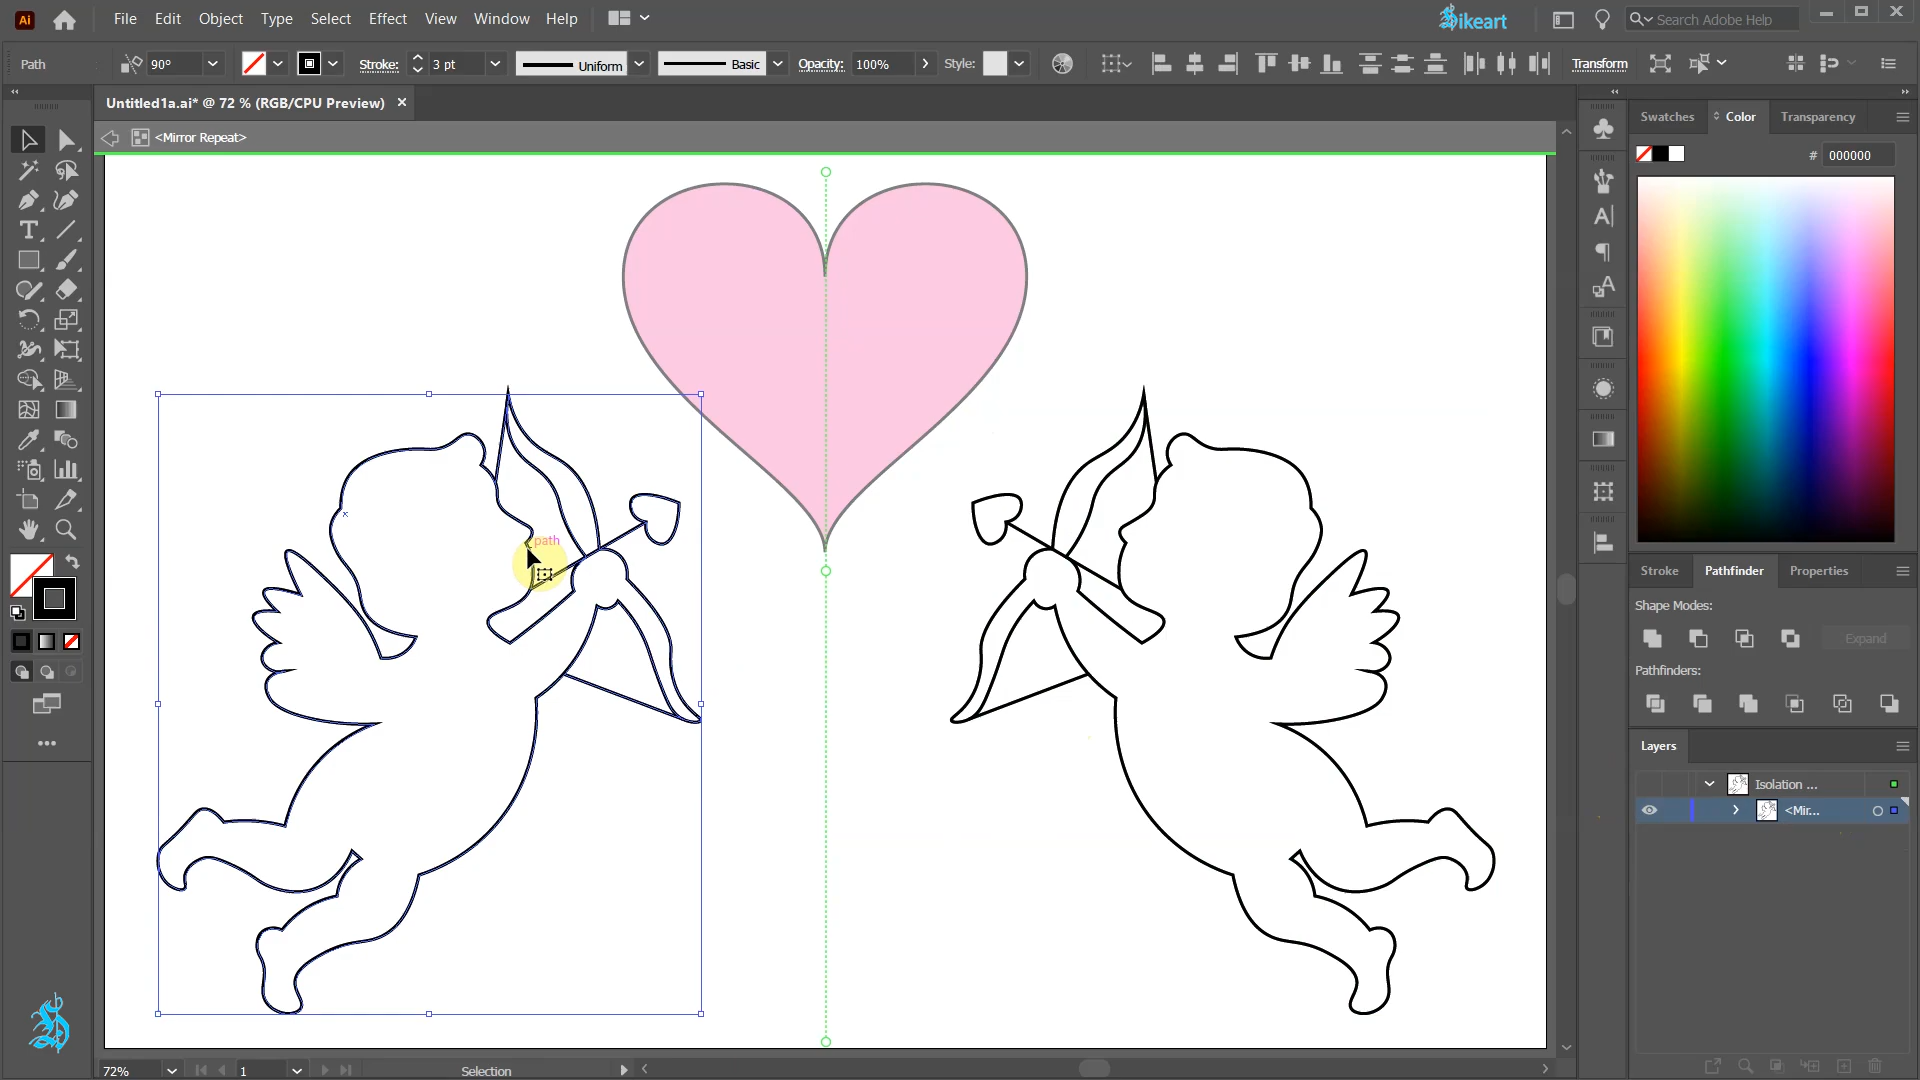 Ai File Edit Object Type Select Effect View Window Help ikeart Search Adobe Help
Path 90° Stroke: 3 pt Uniform Basic Opacity: 100% Style: Transform
Untitled1a.ai* @ 72 % (RGB/CPU Preview) ×
<Mirror Repeat>
Swatches Color Transparency
# 000000
path
Stroke Pathfinder Properties
Shape Modes:
Expand
Pathfinders:
Layers
Isolation ...
<Mir...
72% 1 Selection